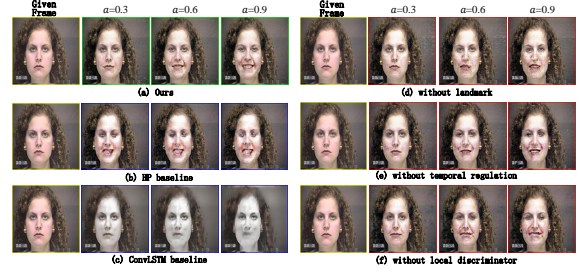 Given Frame α=0.3 α=0.6 α=0.9
(a) Ours
(b) HP baseline
(c) ConvLSTM baseline
Given Frame α=0.3 α=0.6 α=0.9
(d) without landmark
(e) without temporal regulation
(f) without local discriminator